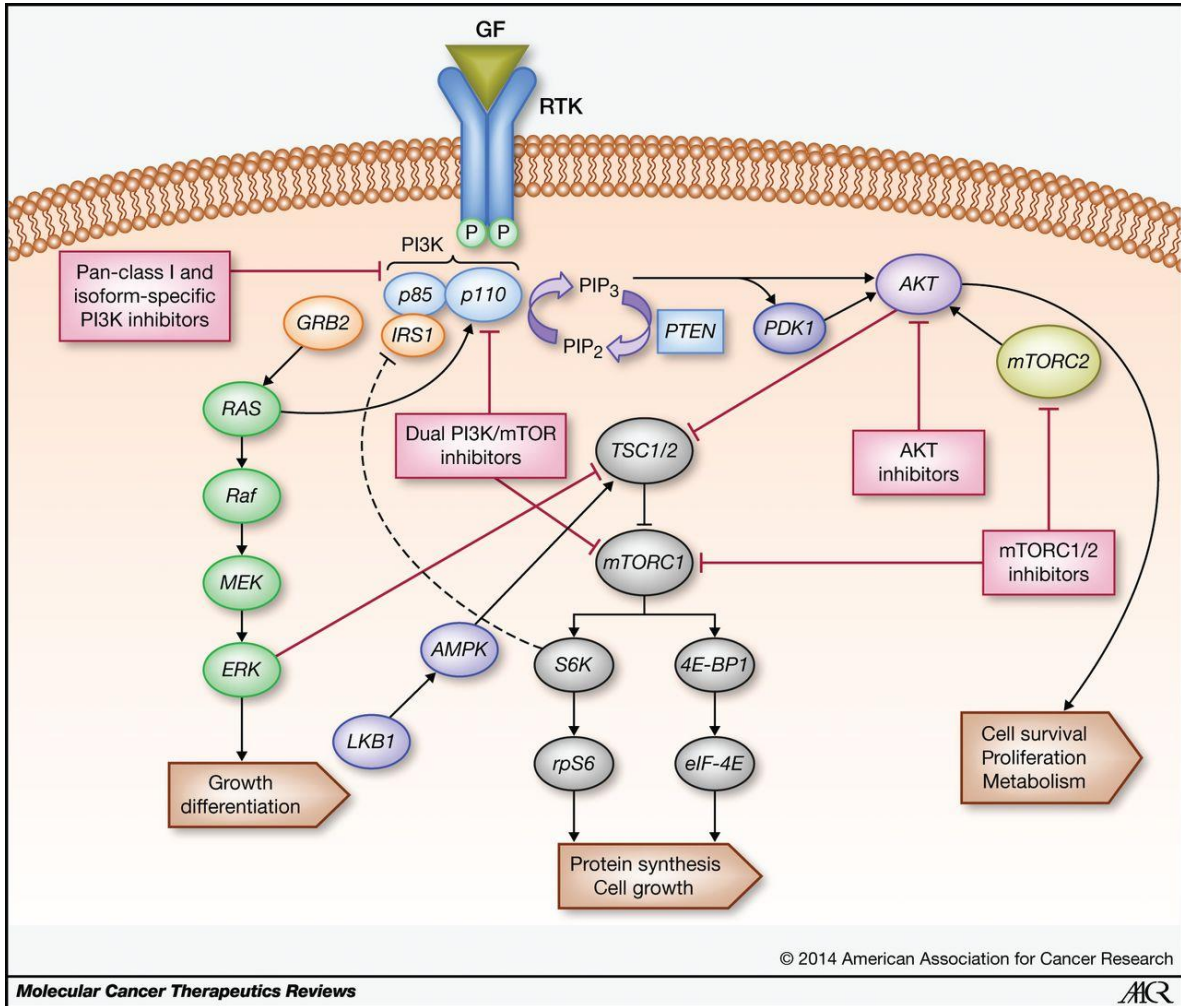 GF
RTK
P
P
PI3K
Pan-class I and
isoform-specific
PI3K inhibitors
p85
p110
IRS1
GRB2
PIP3
PIP2
PTEN
PDK1
AKT
mTORC2
RAS
Dual PI3K/mTOR
inhibitors
TSC1/2
AKT
inhibitors
Raf
mTORC1
mTORC1/2
inhibitors
MEK
AMPK
S6K
4E-BP1
ERK
LKB1
rpS6
eIF-4E
Cell survival
Proliferation
Metabolism
Growth
differentiation
Protein synthesis
Cell growth
© 2014 American Association for Cancer Research
Molecular Cancer Therapeutics Reviews
AACR